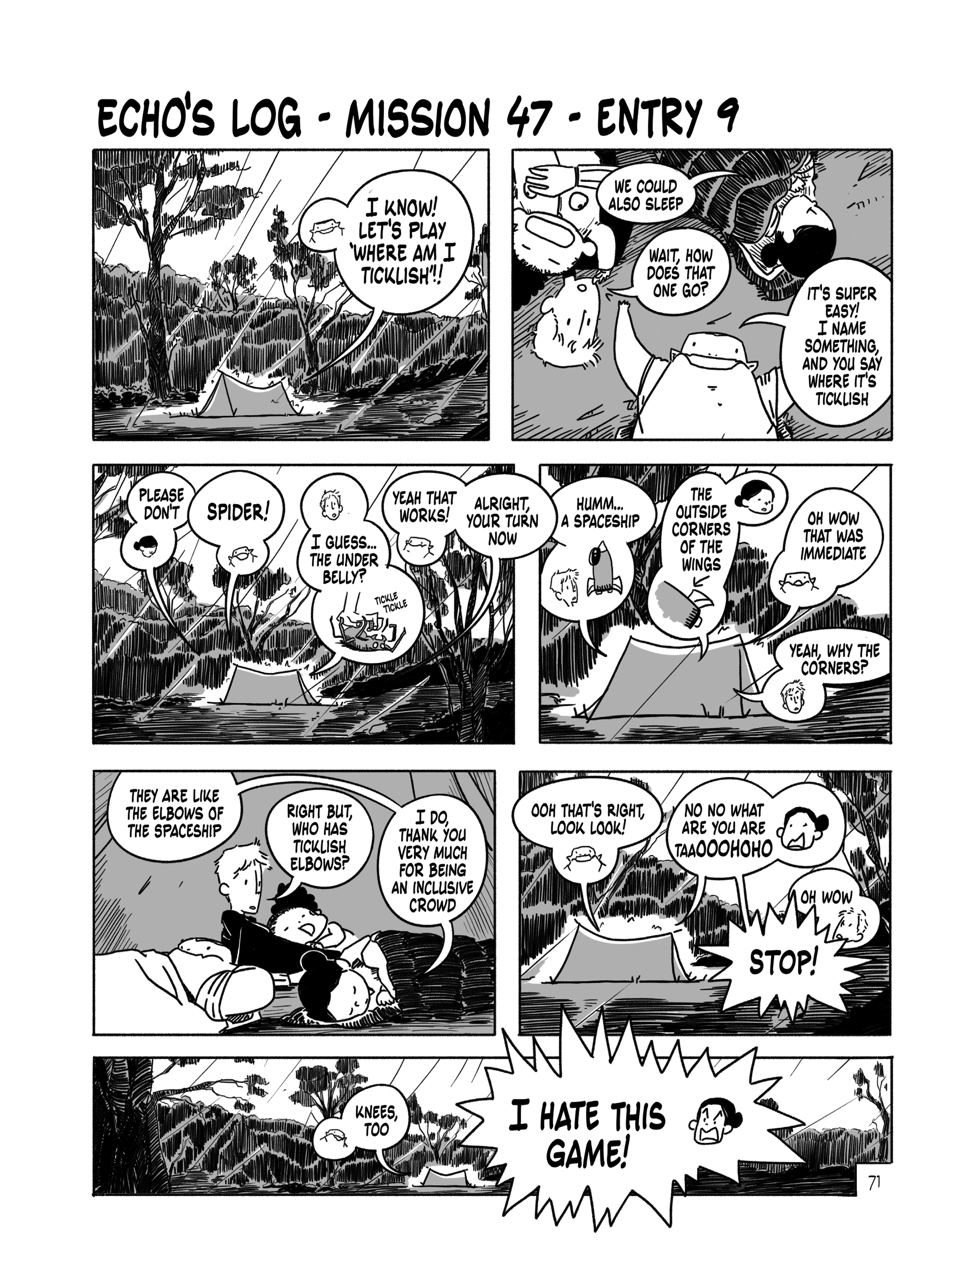 ECHO'S LOG - MISSION 47 - ENTRY 9
I KNOW!
LET'S PLAY
'WHERE AM I
TICKLISH'!!
WE COULD
ALSO SLEEP
WAIT, HOW
DOES THAT
ONE GO?
IT'S SUPER
EASY!
I NAME
SOMETHING,
AND YOU SAY
WHERE IT'S
TICKLISH
PLEASE
DON'T
SPIDER!
I GUESS...
THE UNDER
BELLY?
TICKLE
TICKLE
YEAH THAT
WORKS!
ALRIGHT,
YOUR TURN
NOW
HUMM...
A SPACESHIP
THE
OUTSIDE
CORNERS
OF THE
WINGS
OH WOW
THAT WAS
IMMEDIATE
YEAH, WHY THE
CORNERS?
THEY ARE LIKE
THE ELBOWS OF
THE SPACESHIP
RIGHT BUT,
WHO HAS
TICKLISH
ELBOWS?
I DO,
THANK YOU
VERY MUCH
FOR BEING
AN INCLUSIVE
CROWD
OOH THAT'S RIGHT,
LOOK LOOK!
NO NO WHAT
ARE YOU ARE
TAAOOOHOHO
OH WOW
STOP!
KNEES,
TOO
I HATE THIS
GAME!
71